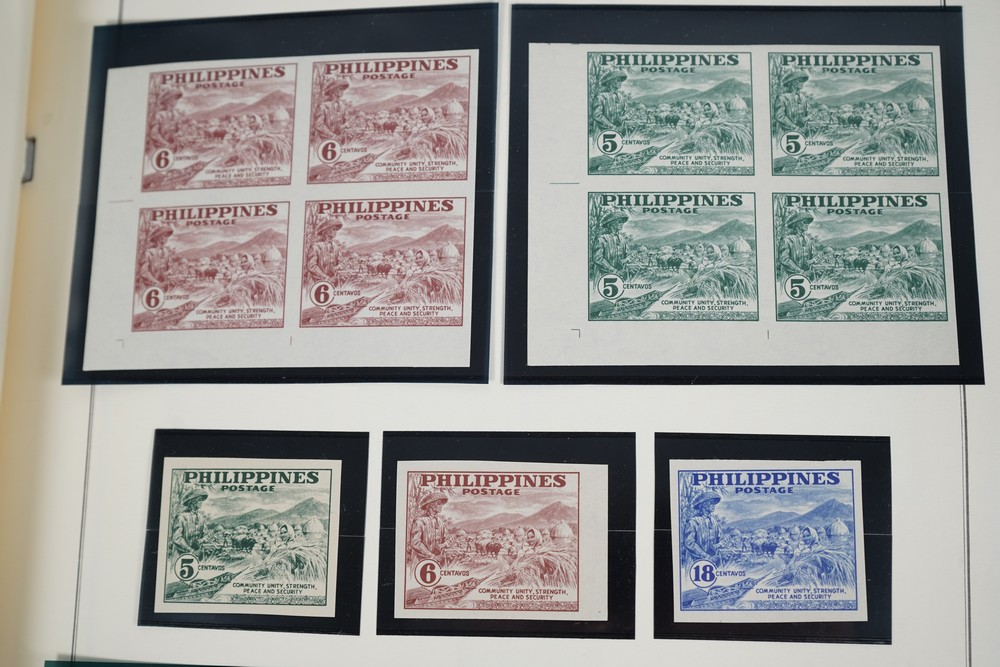 PHILIPPINES
POSTAGE
6 CENTAVOS
COMMUNITY UNITY, STRENGTH,
PEACE AND SECURITY
PHILIPPINES
POSTAGE
6 CENTAVOS
COMMUNITY UNITY, STRENGTH,
PEACE AND SECURITY
PHILIPPINES
POSTAGE
6 CENTAVOS
COMMUNITY UNITY, STRENGTH,
PEACE AND SECURITY
PHILIPPINES
POSTAGE
6 CENTAVOS
COMMUNITY UNITY, STRENGTH,
PEACE AND SECURITY
PHILIPPINES
POSTAGE
5 CENTAVOS
COMMUNITY UNITY, STRENGTH,
PEACE AND SECURITY
PHILIPPINES
POSTAGE
5 CENTAVOS
COMMUNITY UNITY, STRENGTH,
PEACE AND SECURITY
PHILIPPINES
POSTAGE
5 CENTAVOS
COMMUNITY UNITY, STRENGTH,
PEACE AND SECURITY
PHILIPPINES
POSTAGE
5 CENTAVOS
COMMUNITY UNITY, STRENGTH,
PEACE AND SECURITY
PHILIPPINES
POSTAGE
5 CENTAVOS
COMMUNITY UNITY, STRENGTH,
PEACE AND SECURITY
PHILIPPINES
POSTAGE
6 CENTAVOS
COMMUNITY UNITY, STRENGTH,
PEACE AND SECURITY
PHILIPPINES
POSTAGE
18 CENTAVOS
COMMUNITY UNITY, STRENGTH,
PEACE AND SECURITY